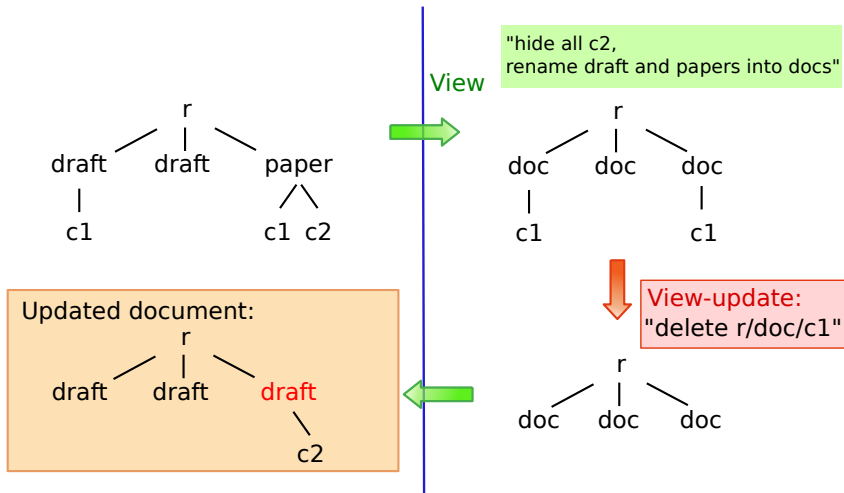 "hide all c2,
rename draft and papers into docs"
View
r
draft draft paper
c1 c1 c2
r
doc doc doc
c1 c1
View-update:
"delete r/doc/c1"
Updated document:
r
draft draft draft
c2
r
doc doc doc